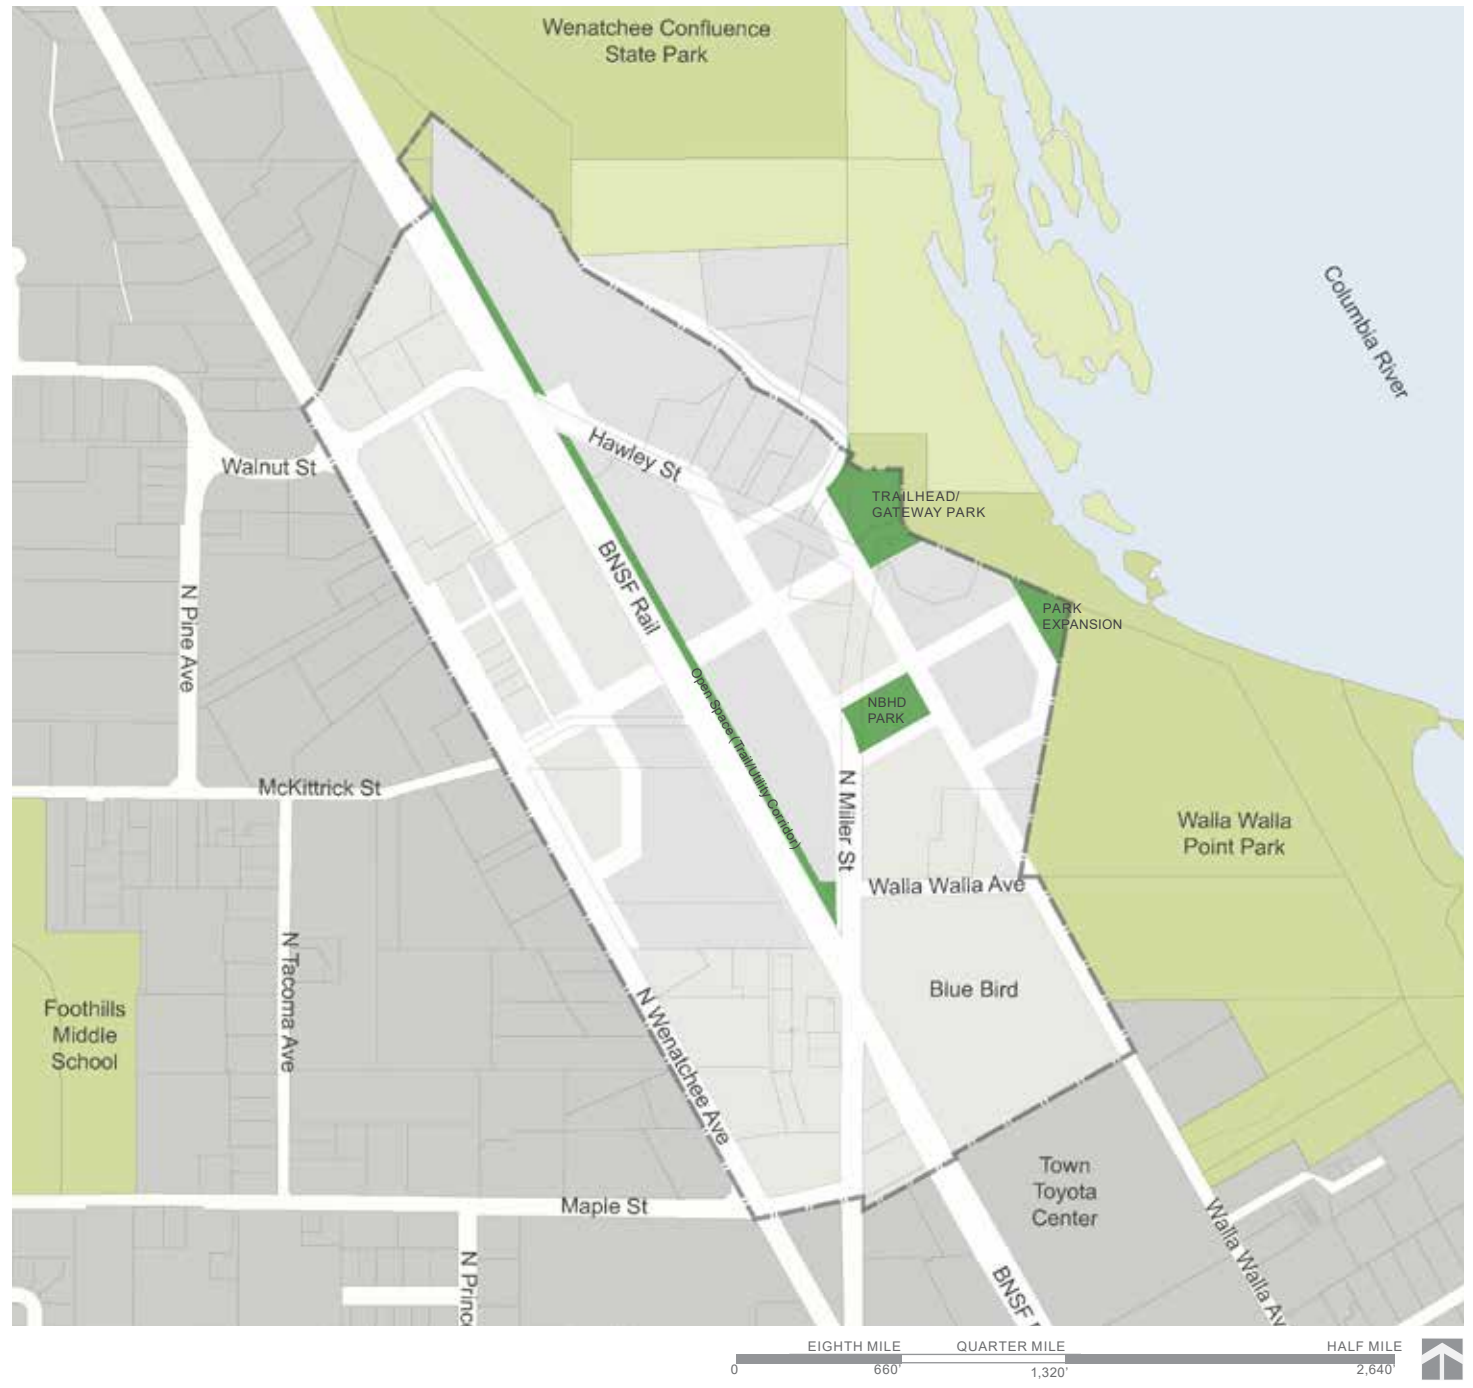 Wenatchee Confluence
State Park
Columbia River
Walnut St
Hawley St
TRAILHEAD/
GATEWAY PARK
BNSF Rail
N Pine Ave
PARK
EXPANSION
Open Space (Trail/Utility Corridor)
NBHD
PARK
McKittrick St
N Miller St
Walla Walla
Point Park
Walla Walla Ave
N Tacoma Ave
Blue Bird
Foothills
Middle
School
N Wenatchee Ave
Town
Toyota
Center
Maple St
N Princ
BNSF
Walla Walla Av
EIGHTH MILE QUARTER MILE HALF MILE
0 660' 1,320' 2,640'